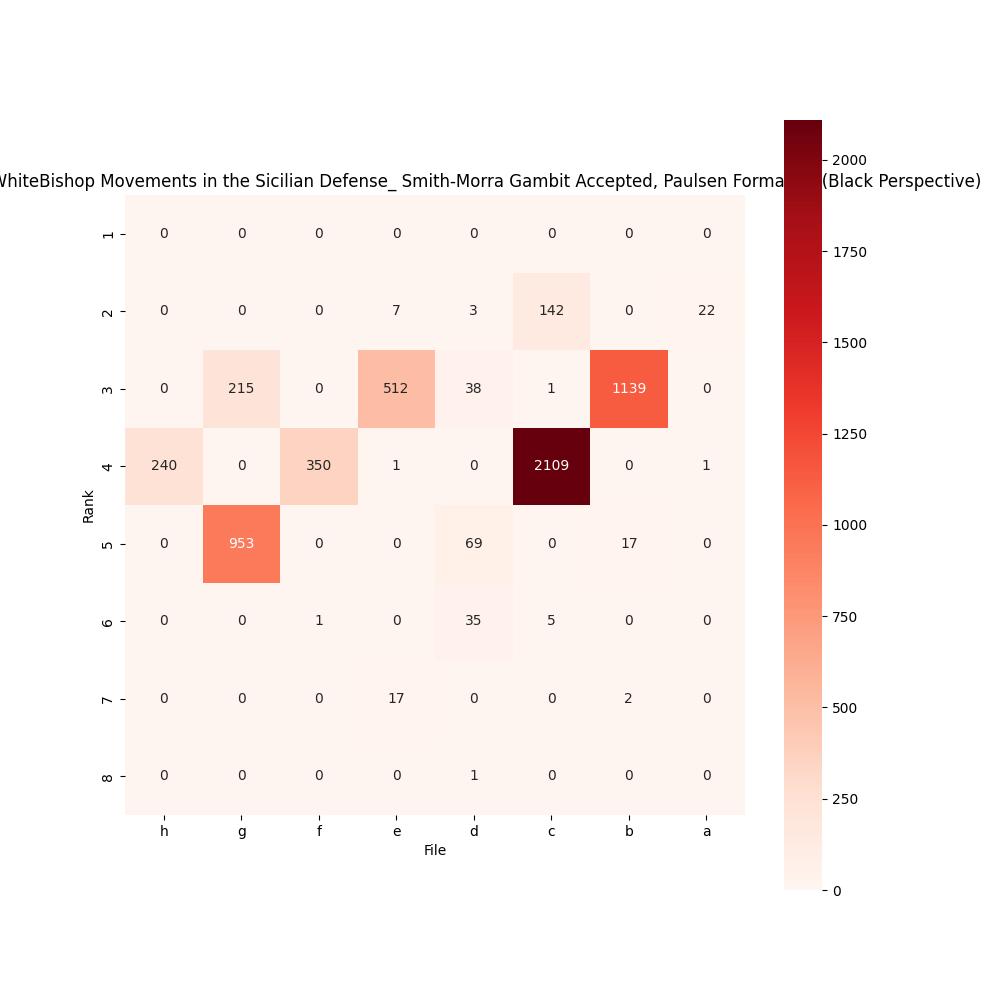 WhiteBishop Movements in the Sicilian Defense_ Smith-Morra Gambit Accepted, Paulsen Forma (Black Perspective)
2000
1750
1500
1250
1000
750
500
250
0
Rank
1 0 0 0 0 0 0 0 0
2 0 0 0 7 3 142 0 22
3 0 215 0 512 38 1 1139 0
4 240 0 350 1 0 2109 0 1
5 0 953 0 0 69 0 17 0
6 0 0 1 0 35 5 0 0
7 0 0 0 17 0 0 2 0
8 0 0 0 0 1 0 0 0
h g f e d c b a
File